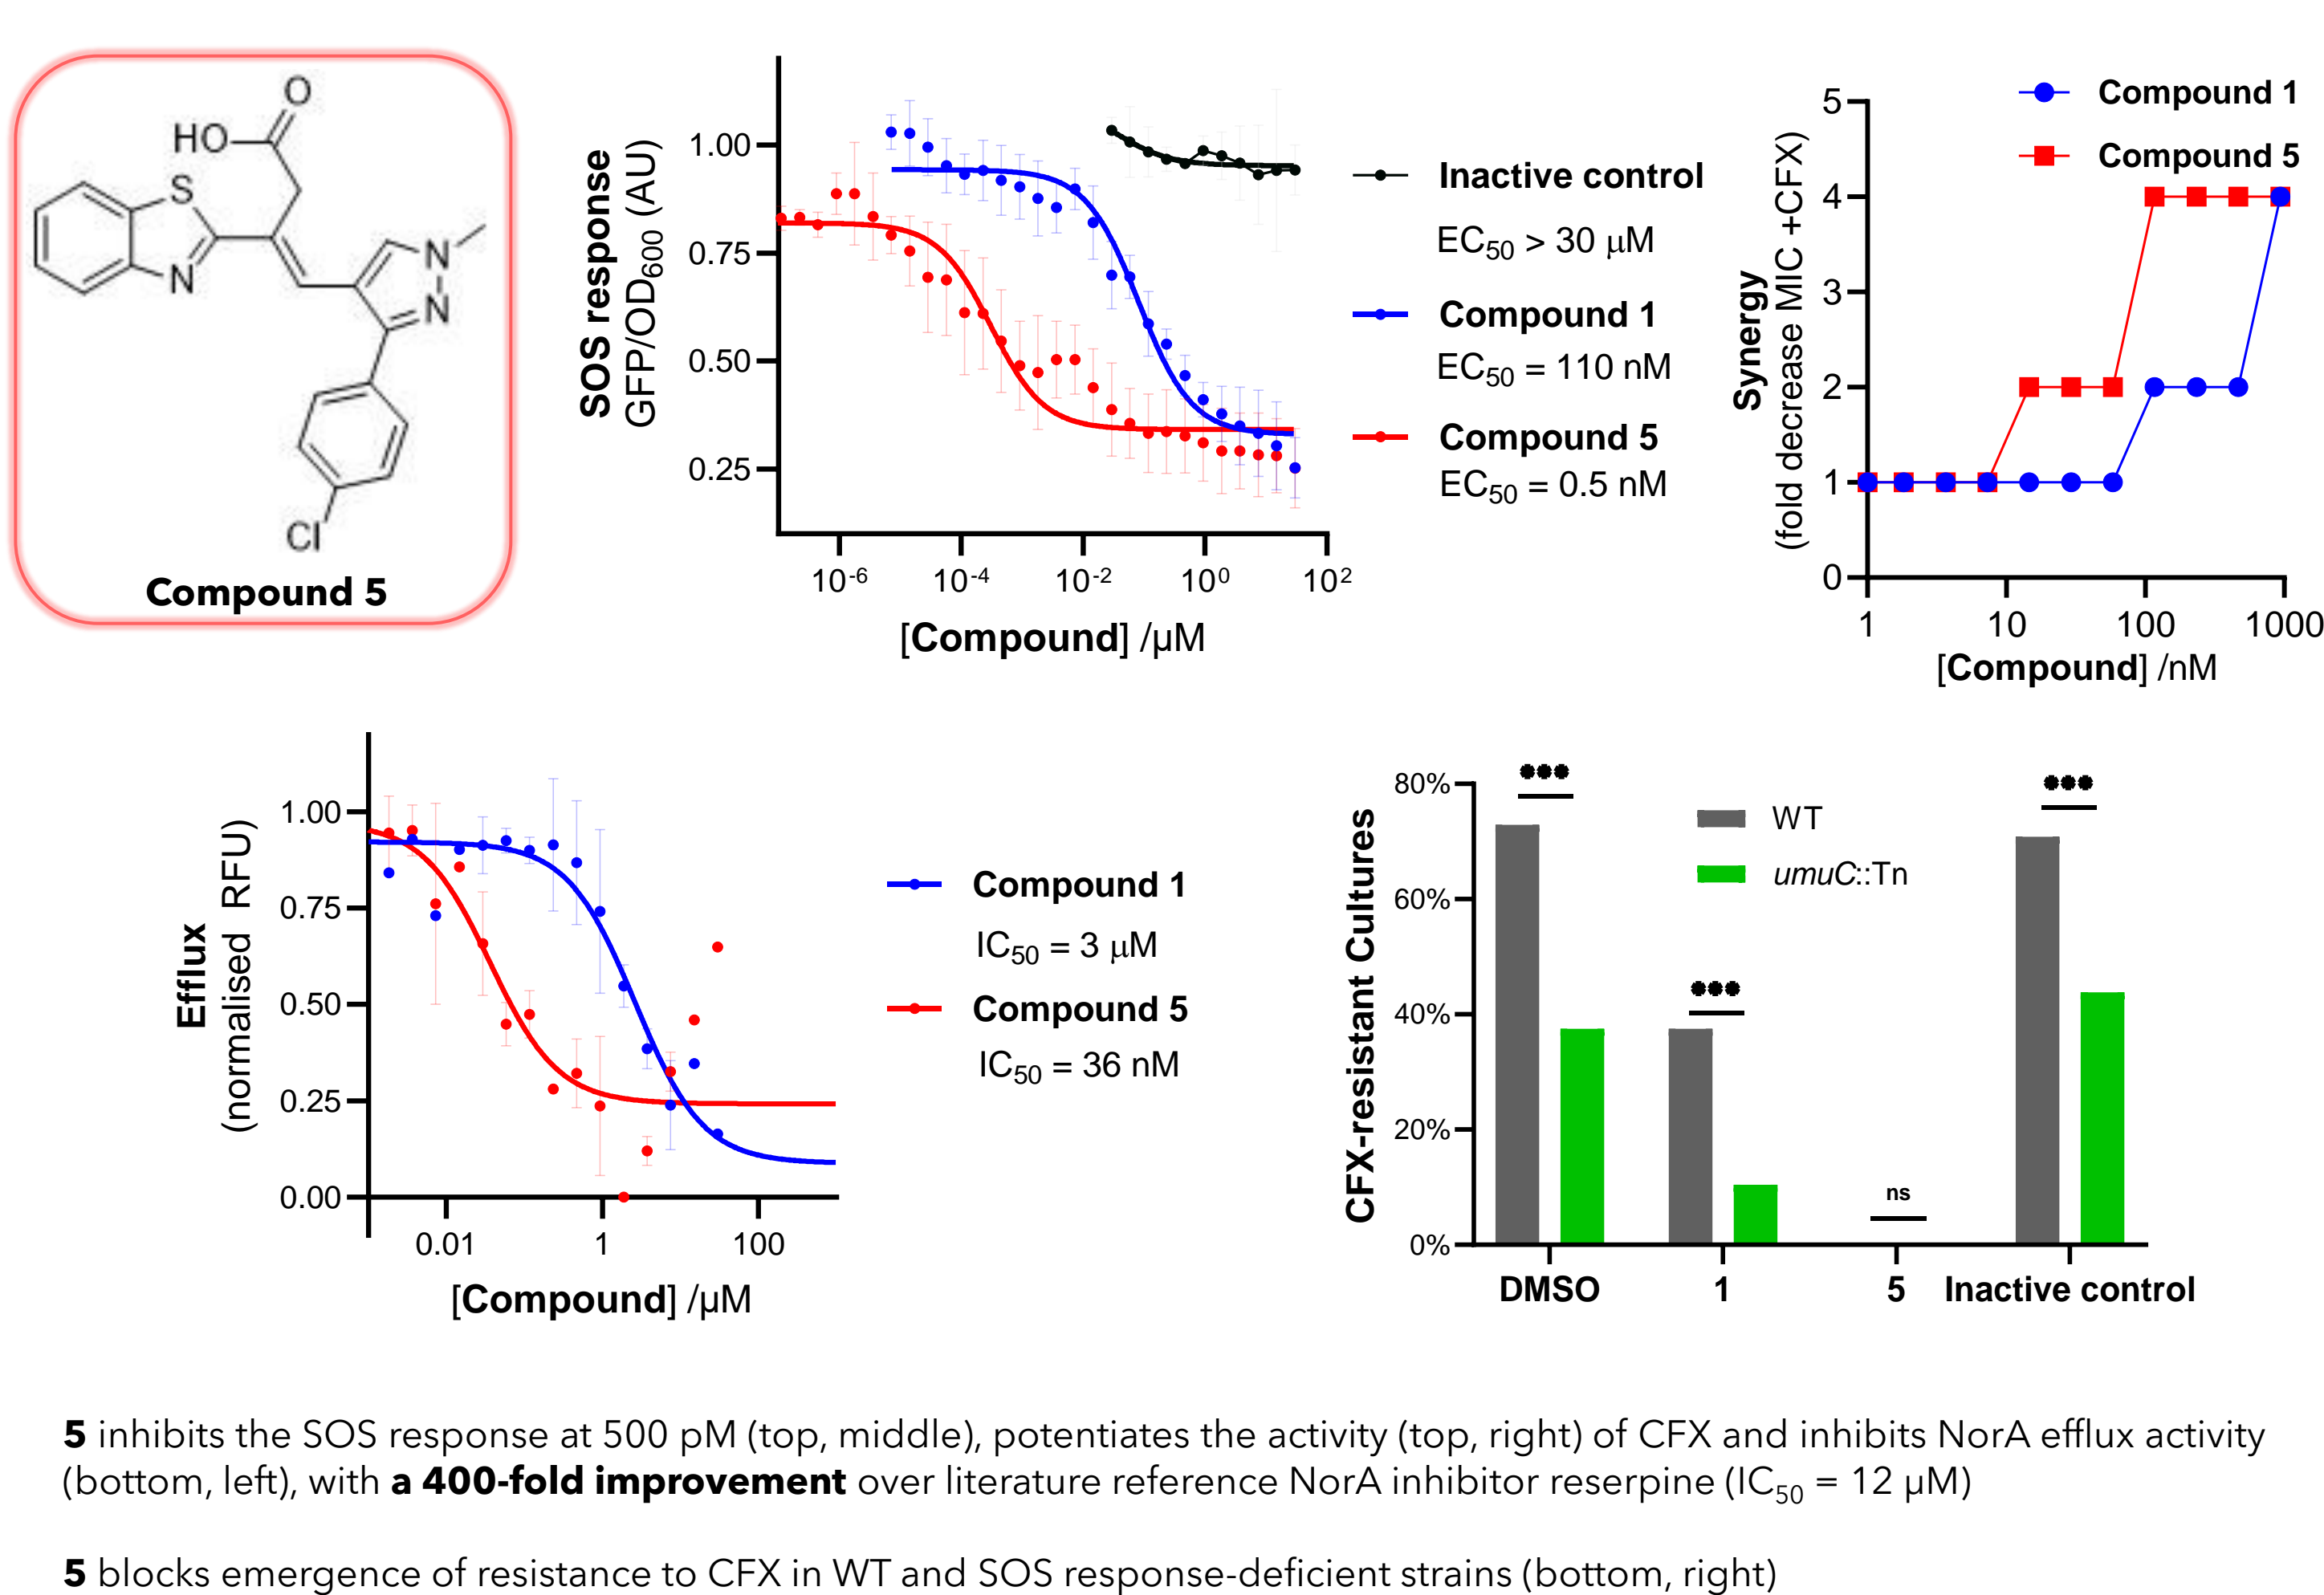 O
HO
S
N
N
N
Cl
Compound 5
SOS response
GFP/OD600 (AU)
1.00
0.75
0.50
0.25
10-6 10-4 10-2 100 102
[Compound] /µM
Inactive control
EC50 > 30 µM
Compound 1
EC50 = 110 nM
Compound 5
EC50 = 0.5 nM
Synergy
(fold decrease MIC +CFX)
5
4
3
2
1
0
1 10 100 1000
[Compound] /nM
Compound 1
Compound 5
Efflux
(normalised RFU)
1.00
0.75
0.50
0.25
0.00
0.01 1 100
[Compound] /µM
Compound 1
IC50 = 3 µM
Compound 5
IC50 = 36 nM
CFX-resistant Cultures
80%
60%
40%
20%
0%
***
***
ns
***
WT
umuC::Tn
DMSO 1 5 Inactive control
5 inhibits the SOS response at 500 pM (top, middle), potentiates the activity (top, right) of CFX and inhibits NorA efflux activity
(bottom, left), with a 400-fold improvement over literature reference NorA inhibitor reserpine (IC50 = 12 µM)
5 blocks emergence of resistance to CFX in WT and SOS response-deficient strains (bottom, right)